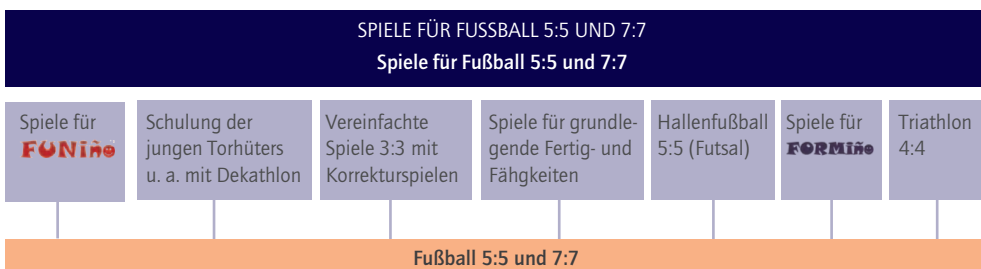 SPIELE FÜR FUSSBALL 5:5 UND 7:7
Spiele für Fußball 5:5 und 7:7
Spiele für
FUNiño
Schulung der
jungen Torhüters
u. a. mit Dekathlon
Vereinfachte
Spiele 3:3 mit
Korrekturspielen
Spiele für grundle-
gende Fertig- und
Fähgkeiten
Hallenfußball
5:5 (Futsal)
Spiele für
FORMiño
Triathlon
4:4
Fußball 5:5 und 7:7